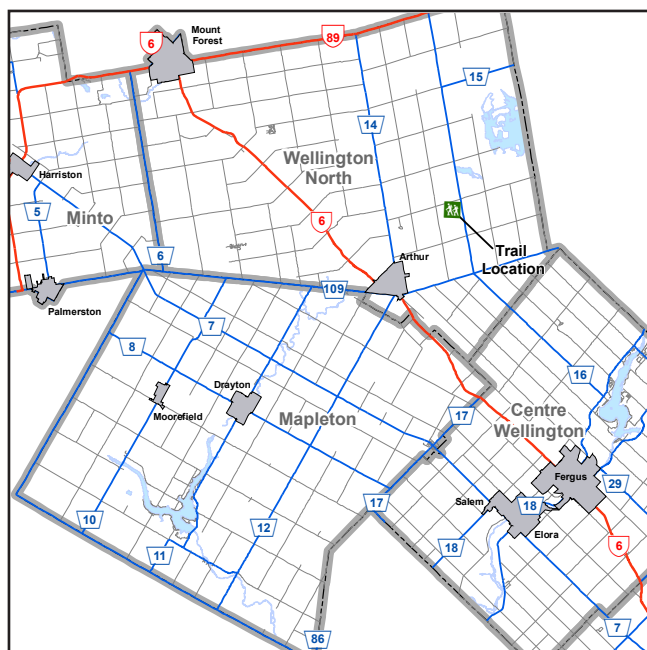 Mount
Forest
6
89
15
14
Wellington
North
Harriston
5
Minto
6
6
Arthur
Trail
Location
109
Palmerston
7
8
16
Drayton
Moorefield
Mapleton
17
Centre
Wellington
Fergus
29
17
Salem
18
10
12
Elora
18
6
11
7
86